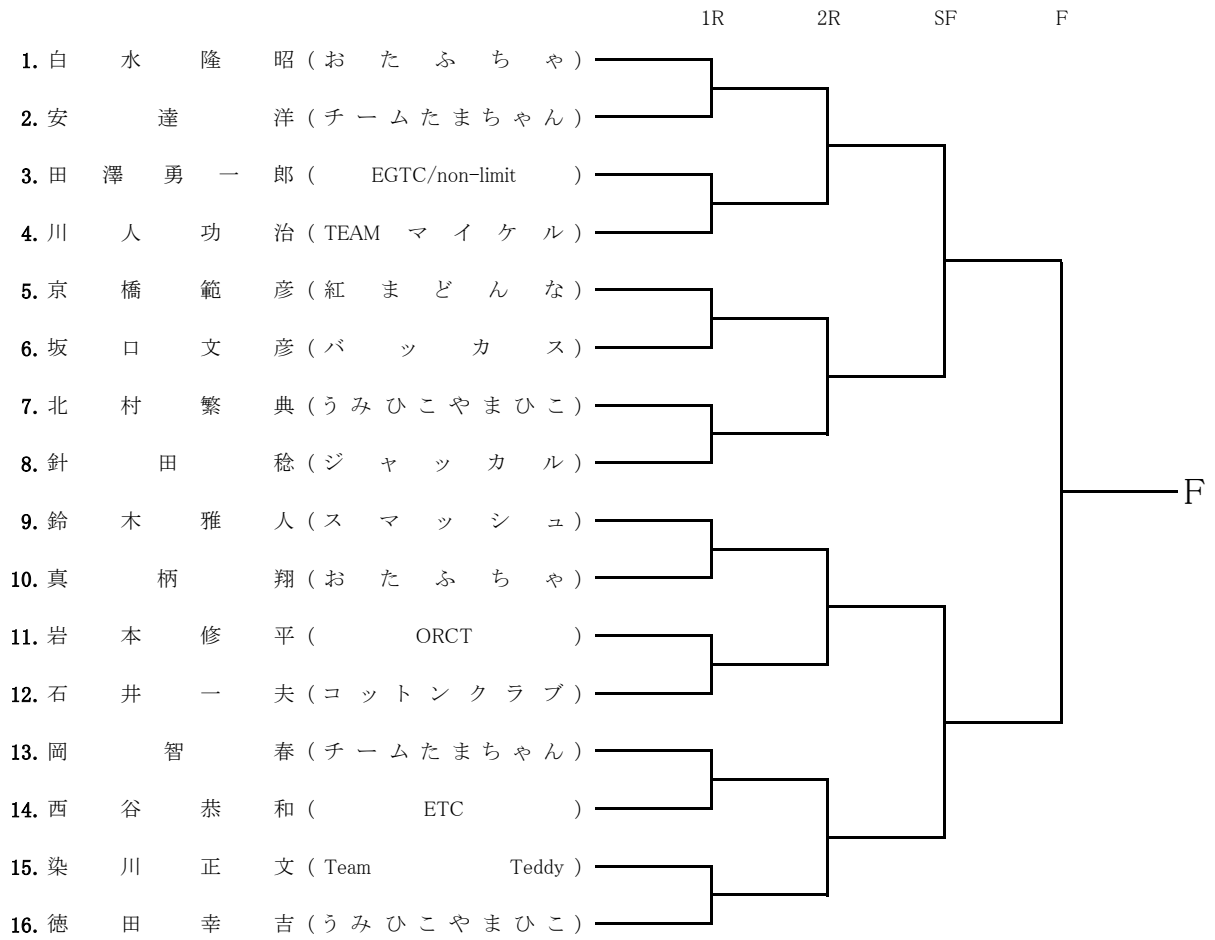 1R 2R SF F
1. 白水隆昭 (おたふちゃ)
2. 安達洋 (チームたまちゃん)
3. 田澤勇一郎 (EGTC/non-limit)
4. 川人功治 (TEAM マイケル)
5. 京橋範彦 (紅まどんな)
6. 坂口文彦 (バッカス)
7. 北村繁典 (うみひこやまひこ)
8. 針田稔 (ジャッカル)
9. 鈴木雅人 (スマッシュ)
10. 真柄翔 (おたふちゃ)
11. 岩本修平 (ORCT)
12. 石井一夫 (コットンクラブ)
13. 岡智春 (チームたまちゃん)
14. 西谷恭和 (ETC)
15. 染川正文 (Team Teddy)
16. 徳田幸吉 (うみひこやまひこ)
F